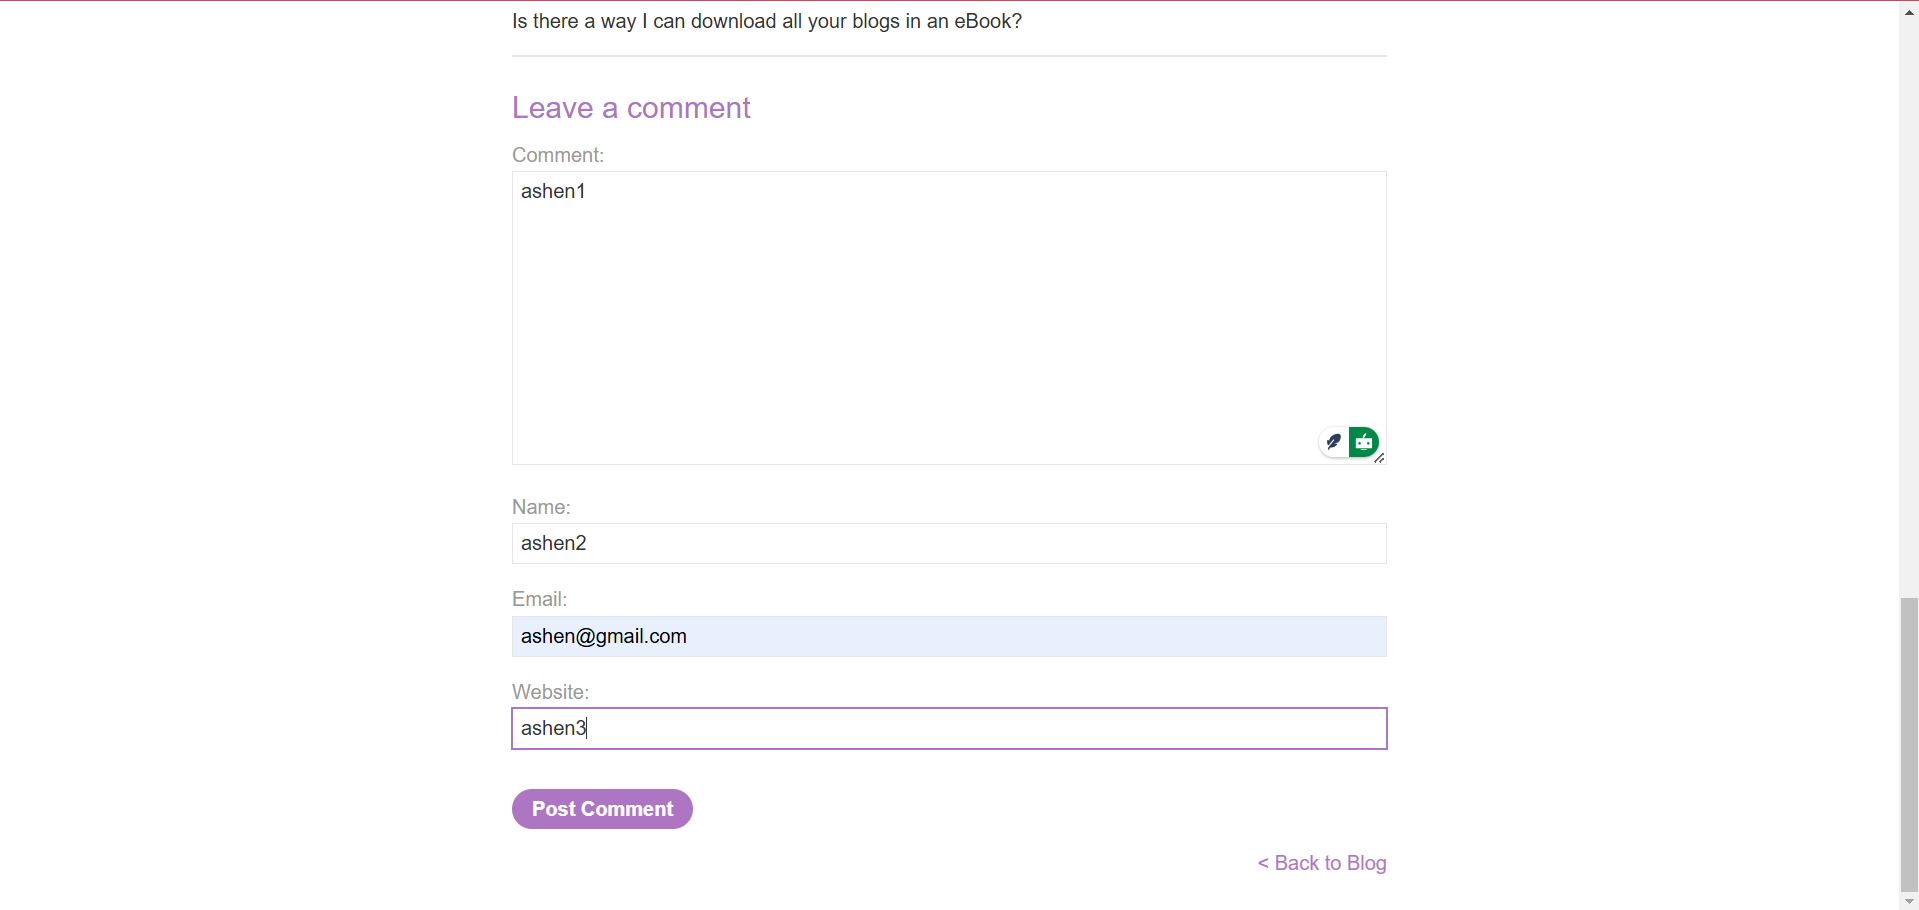 Is there a way I can download all your blogs in an eBook?
Leave a comment
Comment:
ashen1
Name:
ashen2
Email:
ashen@gmail.com
Website:
ashen3
Post Comment
< Back to Blog